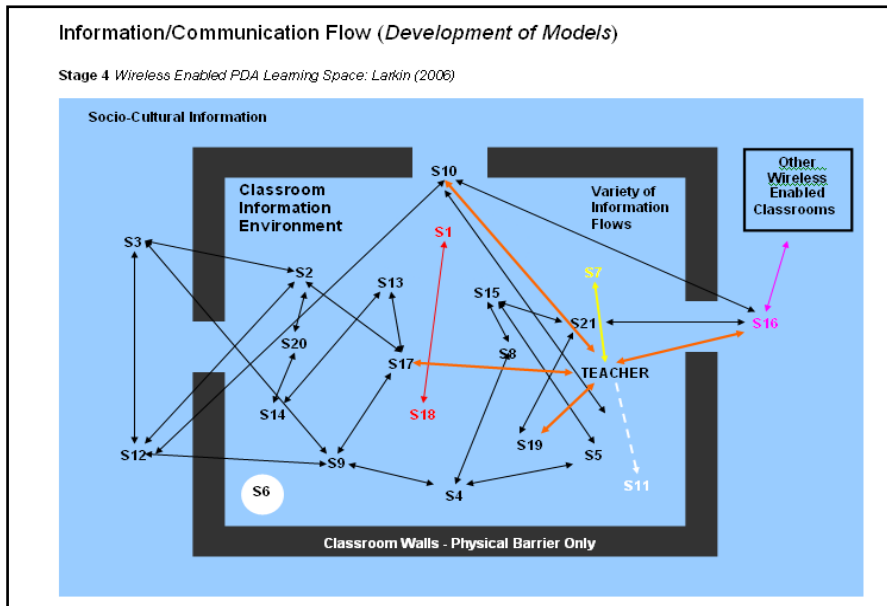 Information/Communication Flow (Development of Models)
Stage 4 Wireless Enabled PDA Learning Space: Larkin (2006)
Socio-Cultural Information
Other
Wireless
Enabled
Classrooms
S10
Classroom
Information
Environment
Variety of
Information
Flows
S1
S3
S2
S13
S7
S15
S21
S16
S20
S8
S17
TEACHER
S14
S18
S19
S12
S9
S5
S6
S4
S11
Classroom Walls - Physical Barrier Only